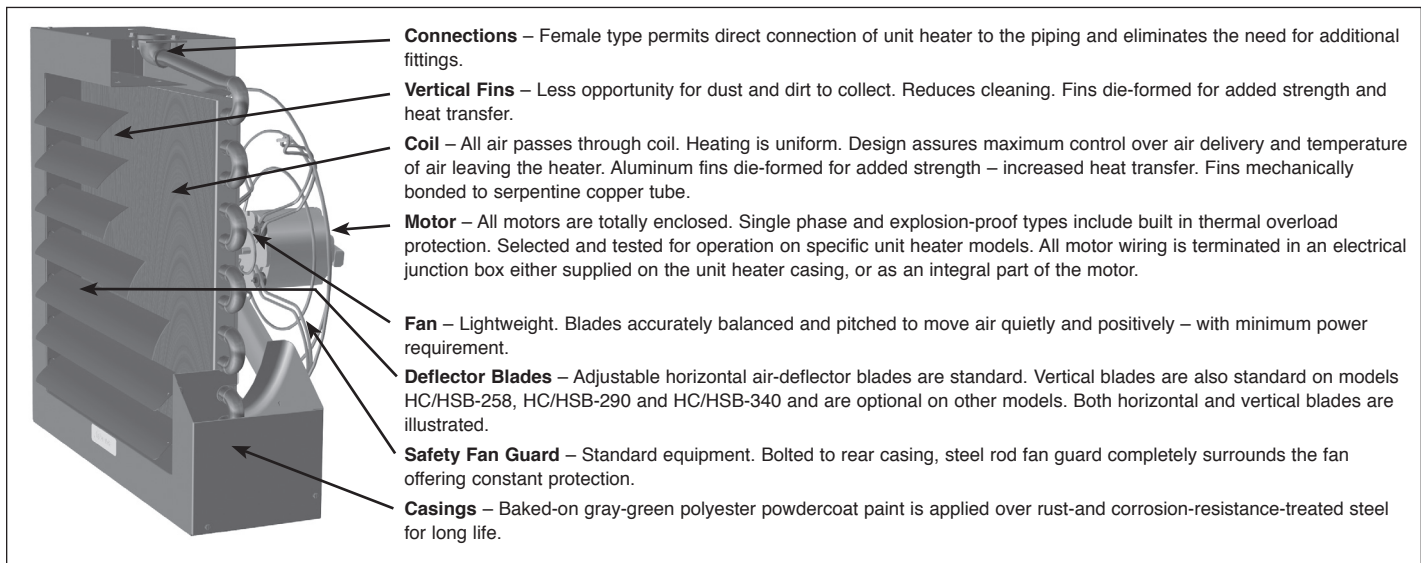 Connections – Female type permits direct connection of unit heater to the piping and eliminates the need for additional
fittings.
Vertical Fins – Less opportunity for dust and dirt to collect. Reduces cleaning. Fins die-formed for added strength and
heat transfer.
Coil – All air passes through coil. Heating is uniform. Design assures maximum control over air delivery and temperature
of air leaving the heater. Aluminum fins die-formed for added strength – increased heat transfer. Fins mechanically
bonded to serpentine copper tube.
Motor – All motors are totally enclosed. Single phase and explosion-proof types include built in thermal overload
protection. Selected and tested for operation on specific unit heater models. All motor wiring is terminated in an electrical
junction box either supplied on the unit heater casing, or as an integral part of the motor.
Fan – Lightweight. Blades accurately balanced and pitched to move air quietly and positively – with minimum power
requirement.
Deflector Blades – Adjustable horizontal air-deflector blades are standard. Vertical blades are also standard on models
HC/HSB-258, HC/HSB-290 and HC/HSB-340 and are optional on other models. Both horizontal and vertical blades are
illustrated.
Safety Fan Guard – Standard equipment. Bolted to rear casing, steel rod fan guard completely surrounds the fan
offering constant protection.
Casings – Baked-on gray-green polyester powdercoat paint is applied over rust-and corrosion-resistance-treated steel
for long life.